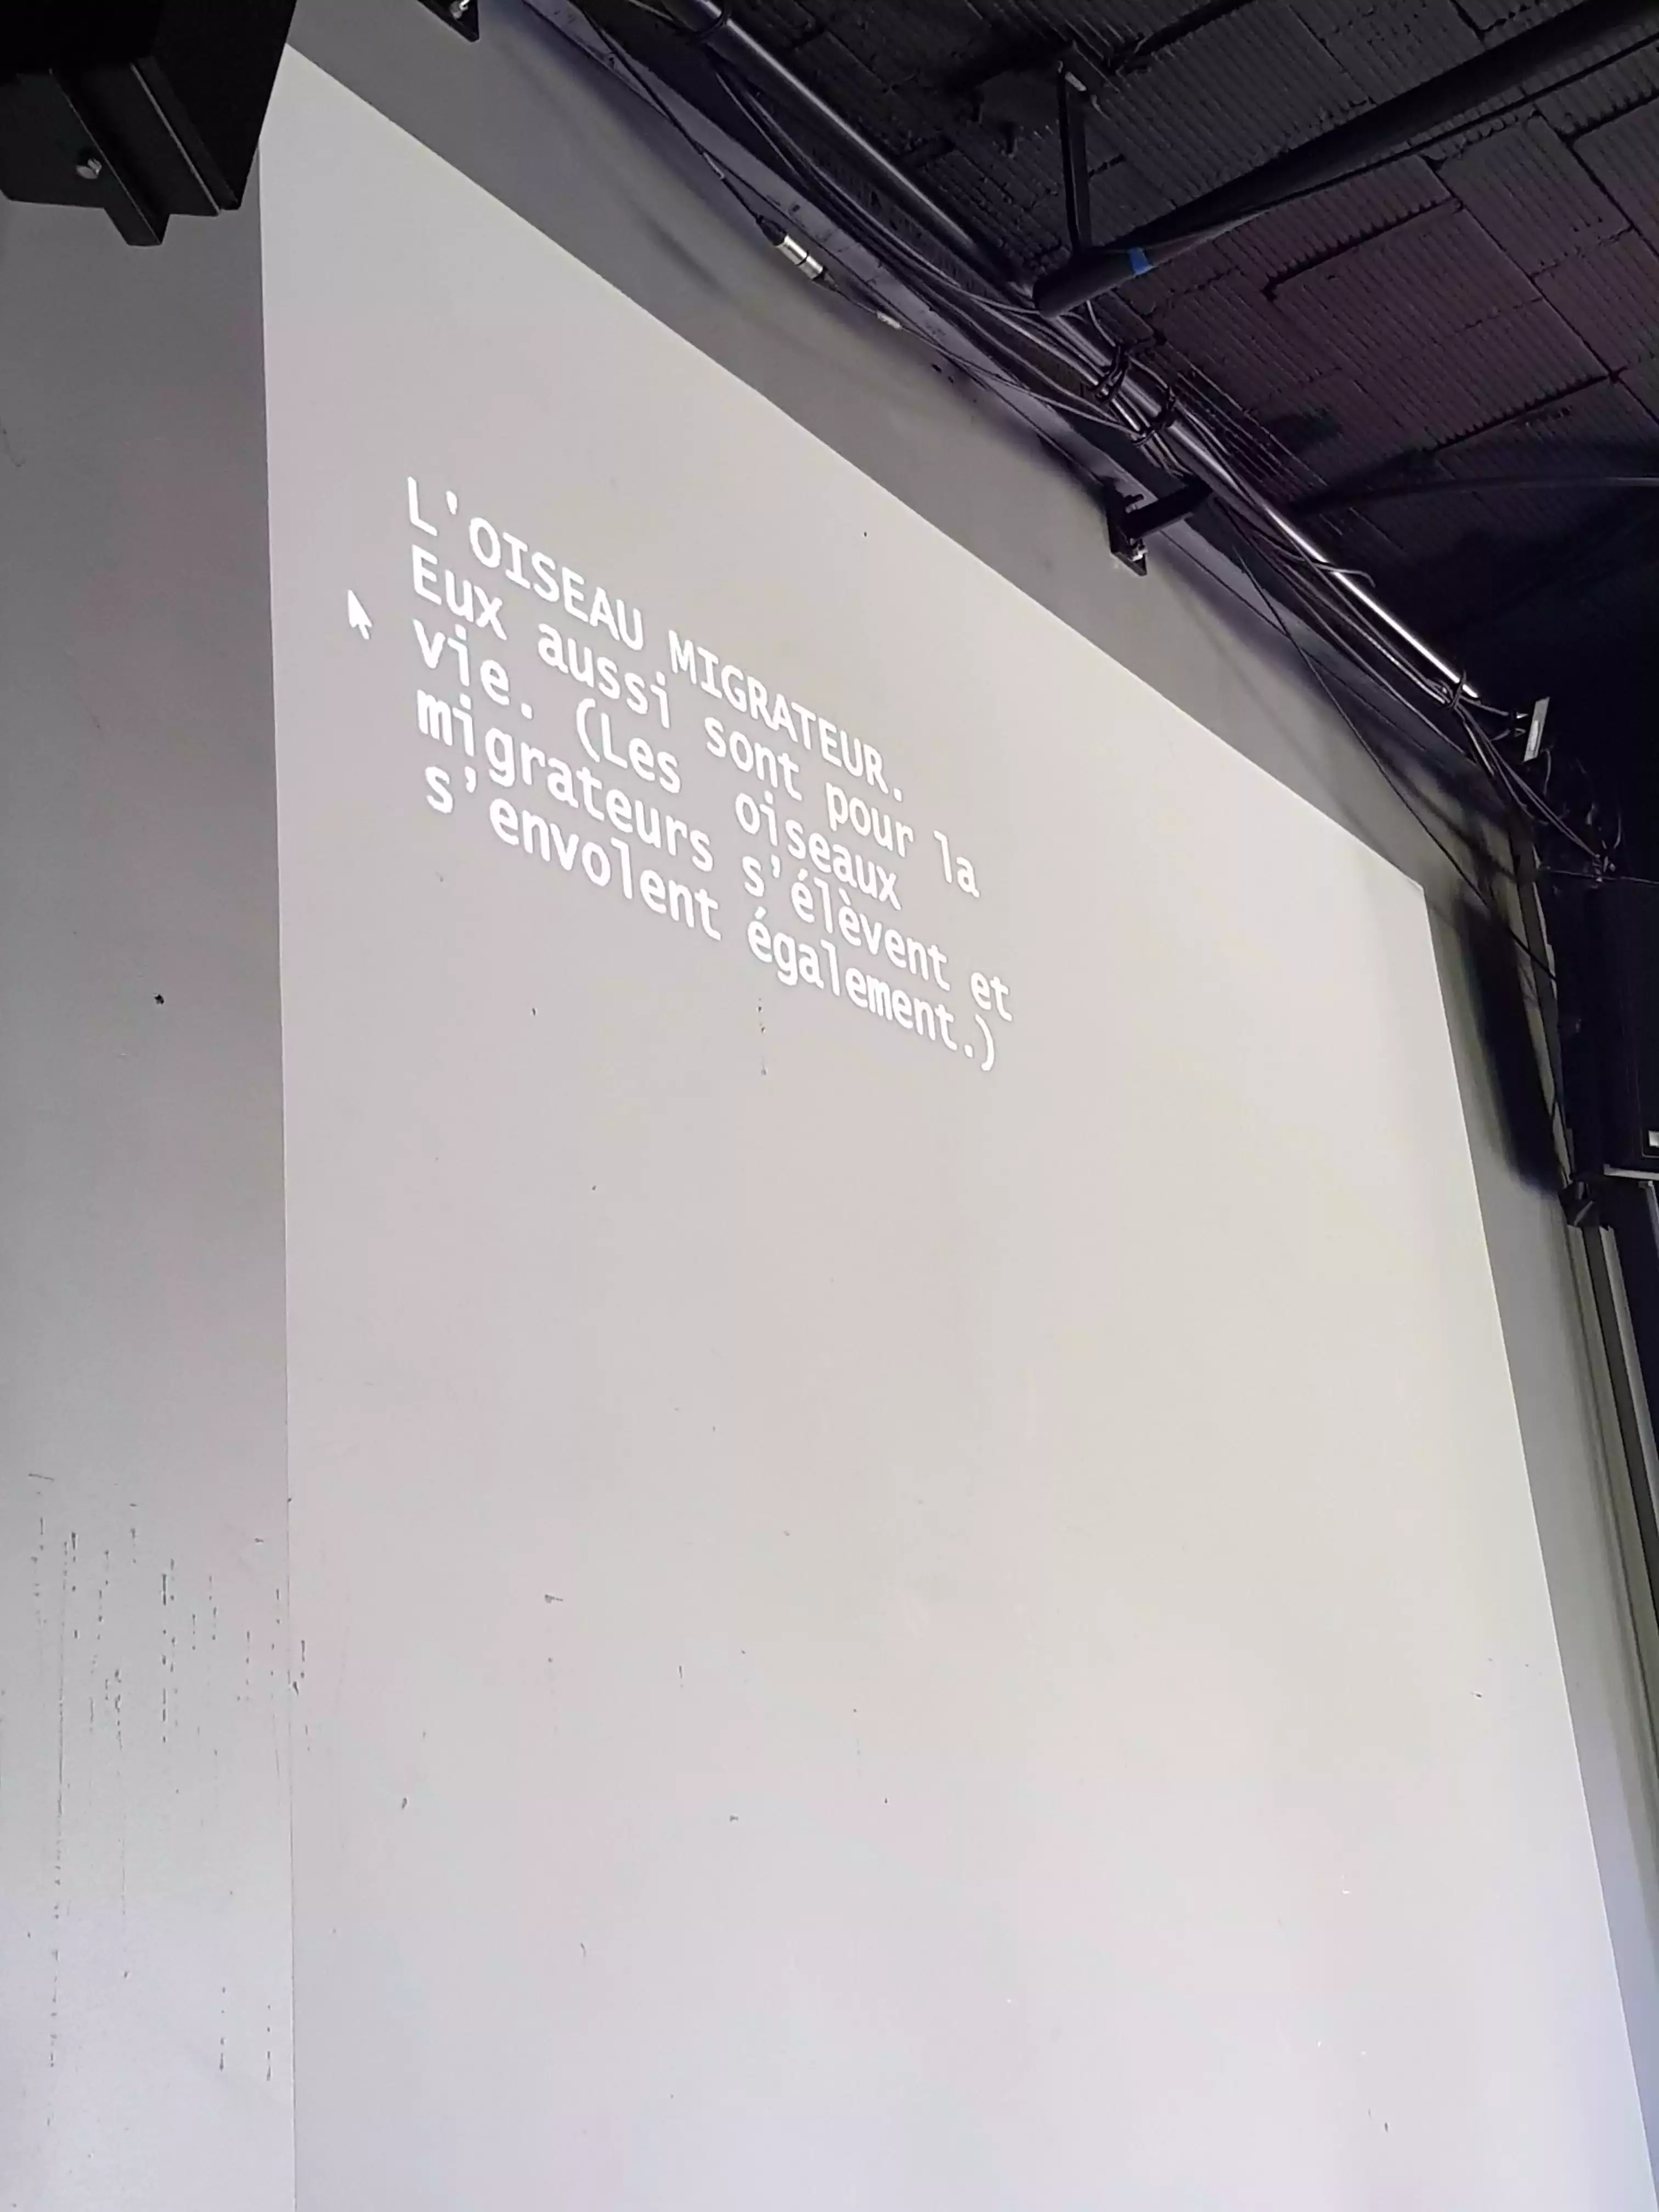 L'OISEAU MIGRATEUR.
Eux aussi sont pour la
vie. (Les oiseaux
migrateurs s’élèvent et
s’envolent également.)